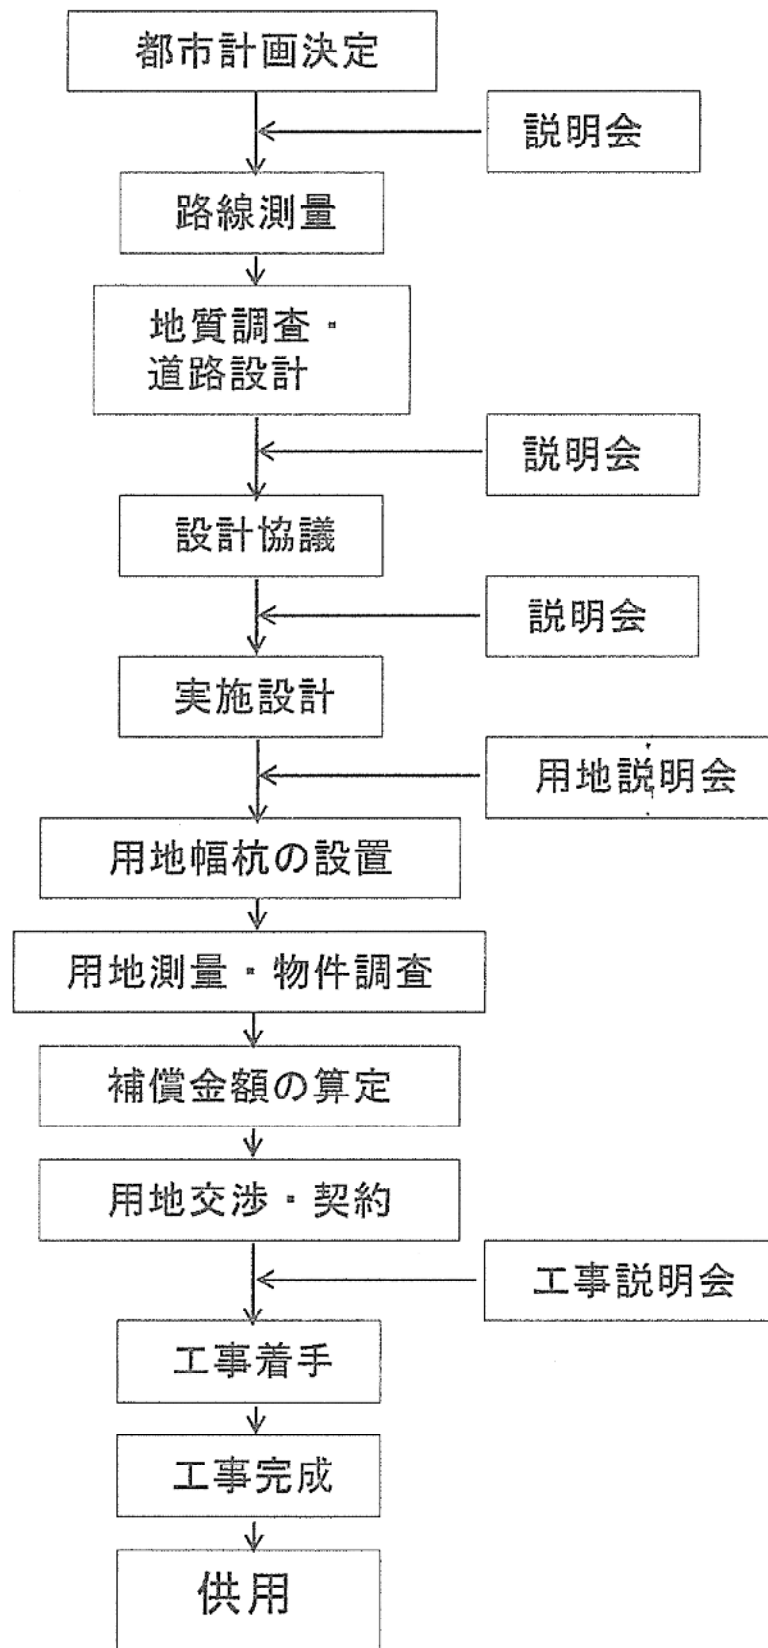 都市計画決定
説明会
路線測量
地質調査・
道路設計
説明会
設計協議
説明会
実施設計
用地説明会
用地幅杭の設置
用地測量・物件調査
補償金額の算定
用地交渉・契約
工事説明会
工事着手
工事完成
供用